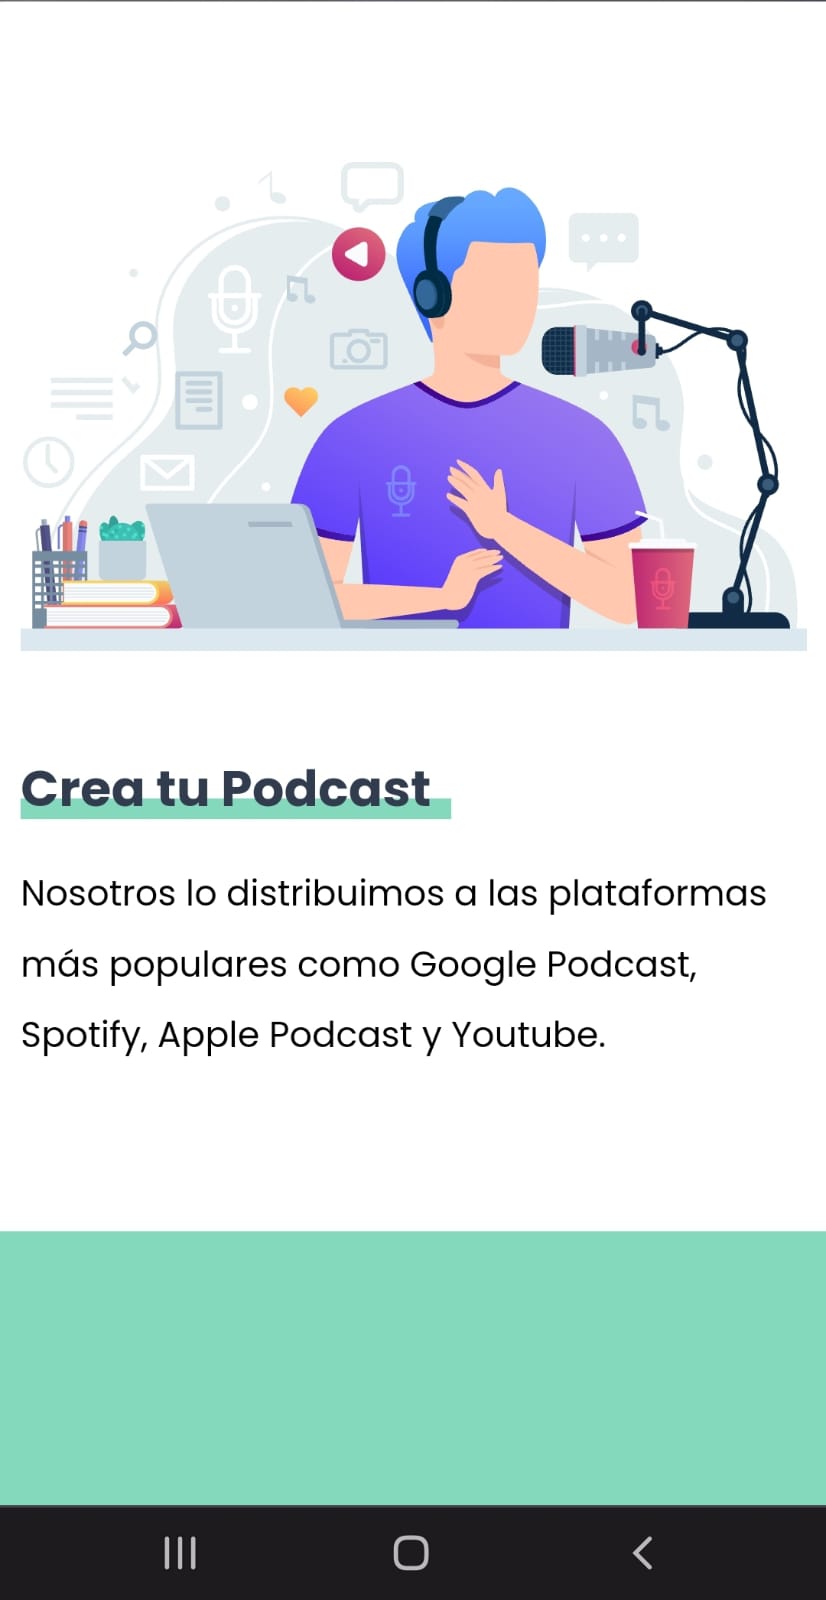 Crea tu Podcast
Nosotros lo distribuimos a las plataformas
más populares como Google Podcast,
Spotify, Apple Podcast y Youtube.